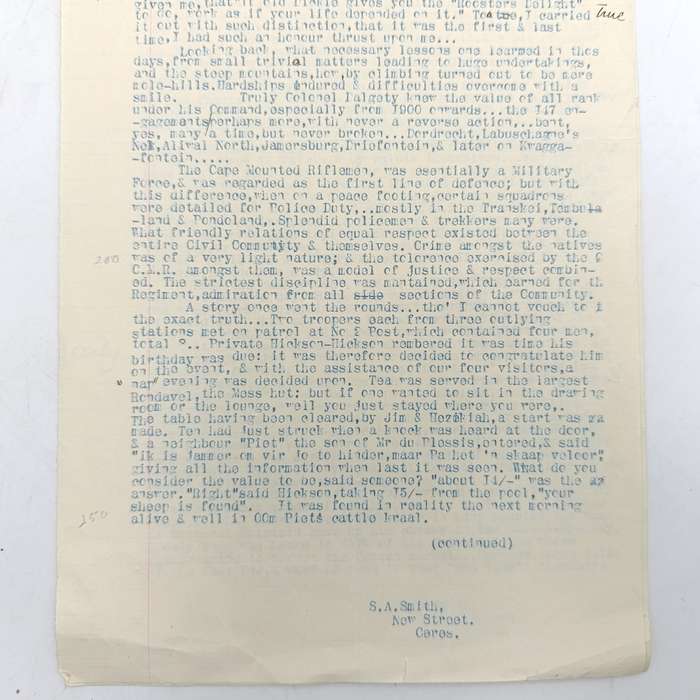 given me, that if old Pickle gives you the "Roosters Delight"
to do, work as if your life depended on it." To a tee, I carried true
it out with such distinction,that it was the first & last
time, I had such an honour thrust upon me...
Looking back, what necessary lessons one learned in thos
days,from small trivial matters leading to huge undertakings,
and the steep mountains,how,by climbing turned out to be mere
mole-hills.Hardships endured & difficulties overcome with a
smile. Truly Colonel Dalgety knew the value of all rank
under his Command,especially from I900 onwards...the I47 en-
-gagements/perhaps more,with never a reverse action,..bent,
yes, many a time,but never broken...Dordrecht,Labuschagne's
Nek,Aliwal North,Jamersburg,Driefontein,& later on Kwagga-
-fontein.....
The Cape Mounted Riflemen, was esentially a Military
Force,& was regarded as the first line of defence; but with
this difference,when on a peace footing,certain squadrons
were detailed for Police Duty,..mostly in the Transkei,Tembula
-land & Pondoland,.Splendid policemen & trekkers many were.
What friendly relations of equal respect existed between the
entire Civil Community & themselves. Crime amongst the natives
200 was of a very light nature; & the tolerence exercised by the
C.M.R. amongst them, was a model of justice & respect combin-
ed. The strictest discipline was mantained,which earned for th
Regiment,admiration from all side sections of the Community.
A story once went the rounds...tho' I cannot vouch to
the exact truth...Two troopers each from three outlying
stations met on patrol at No 2 Post,which contained four men,
total .. Private Hickson-Hickson rembered it was time his
birthday was due: it was therefore decided to congratulate him
on the event, & with the assistance of our four visitors,a
"nap" evening was decided upon. Tea was served in the largest
Rondavel,the Mess hut: but if one wanted to sit in the drawing
room or the lounge, well you just stayed where you were,.
The table having been cleared,by Jim & Hezekiah,a start was
made. Ten had just struck when a knock was heard at the door,
& a neighbour "Piet" the son of Mr du Plessis,entered,& said
"ik is jammer om vir Jo to hinder,maar Pa het 'n skaap veloor"
giving all the information when last it was seen. What do you
consider the value to be,said someone? "about I4/-" was the
answer."Right"said Hickson,taking I5/- from the pool,"your
sheep is found". It was found in reality the next morning
250 alive & well in OOm Piets cattle kraal.
(continued)
S.A.Smith,
New Street.
Ceres.